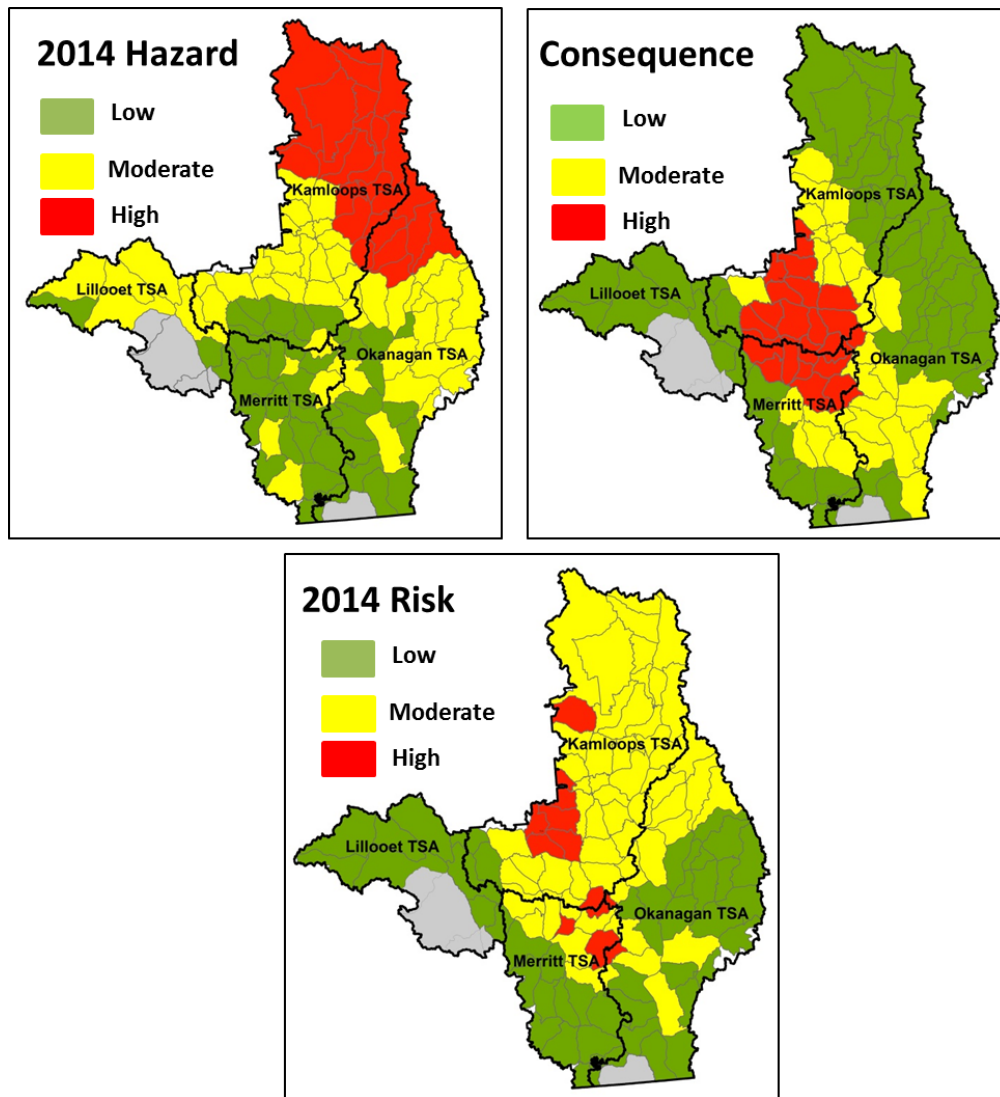 2014 Hazard
Low
Moderate
High
Kamloops TSA
Lillooet TSA
Okanagan TSA
Merritt TSA
Consequence
Low
Moderate
High
Kamloops TSA
Lillooet TSA
Okanagan TSA
Merritt TSA
2014 Risk
Low
Moderate
High
Kamloops TSA
Lillooet TSA
Okanagan TSA
Merritt TSA